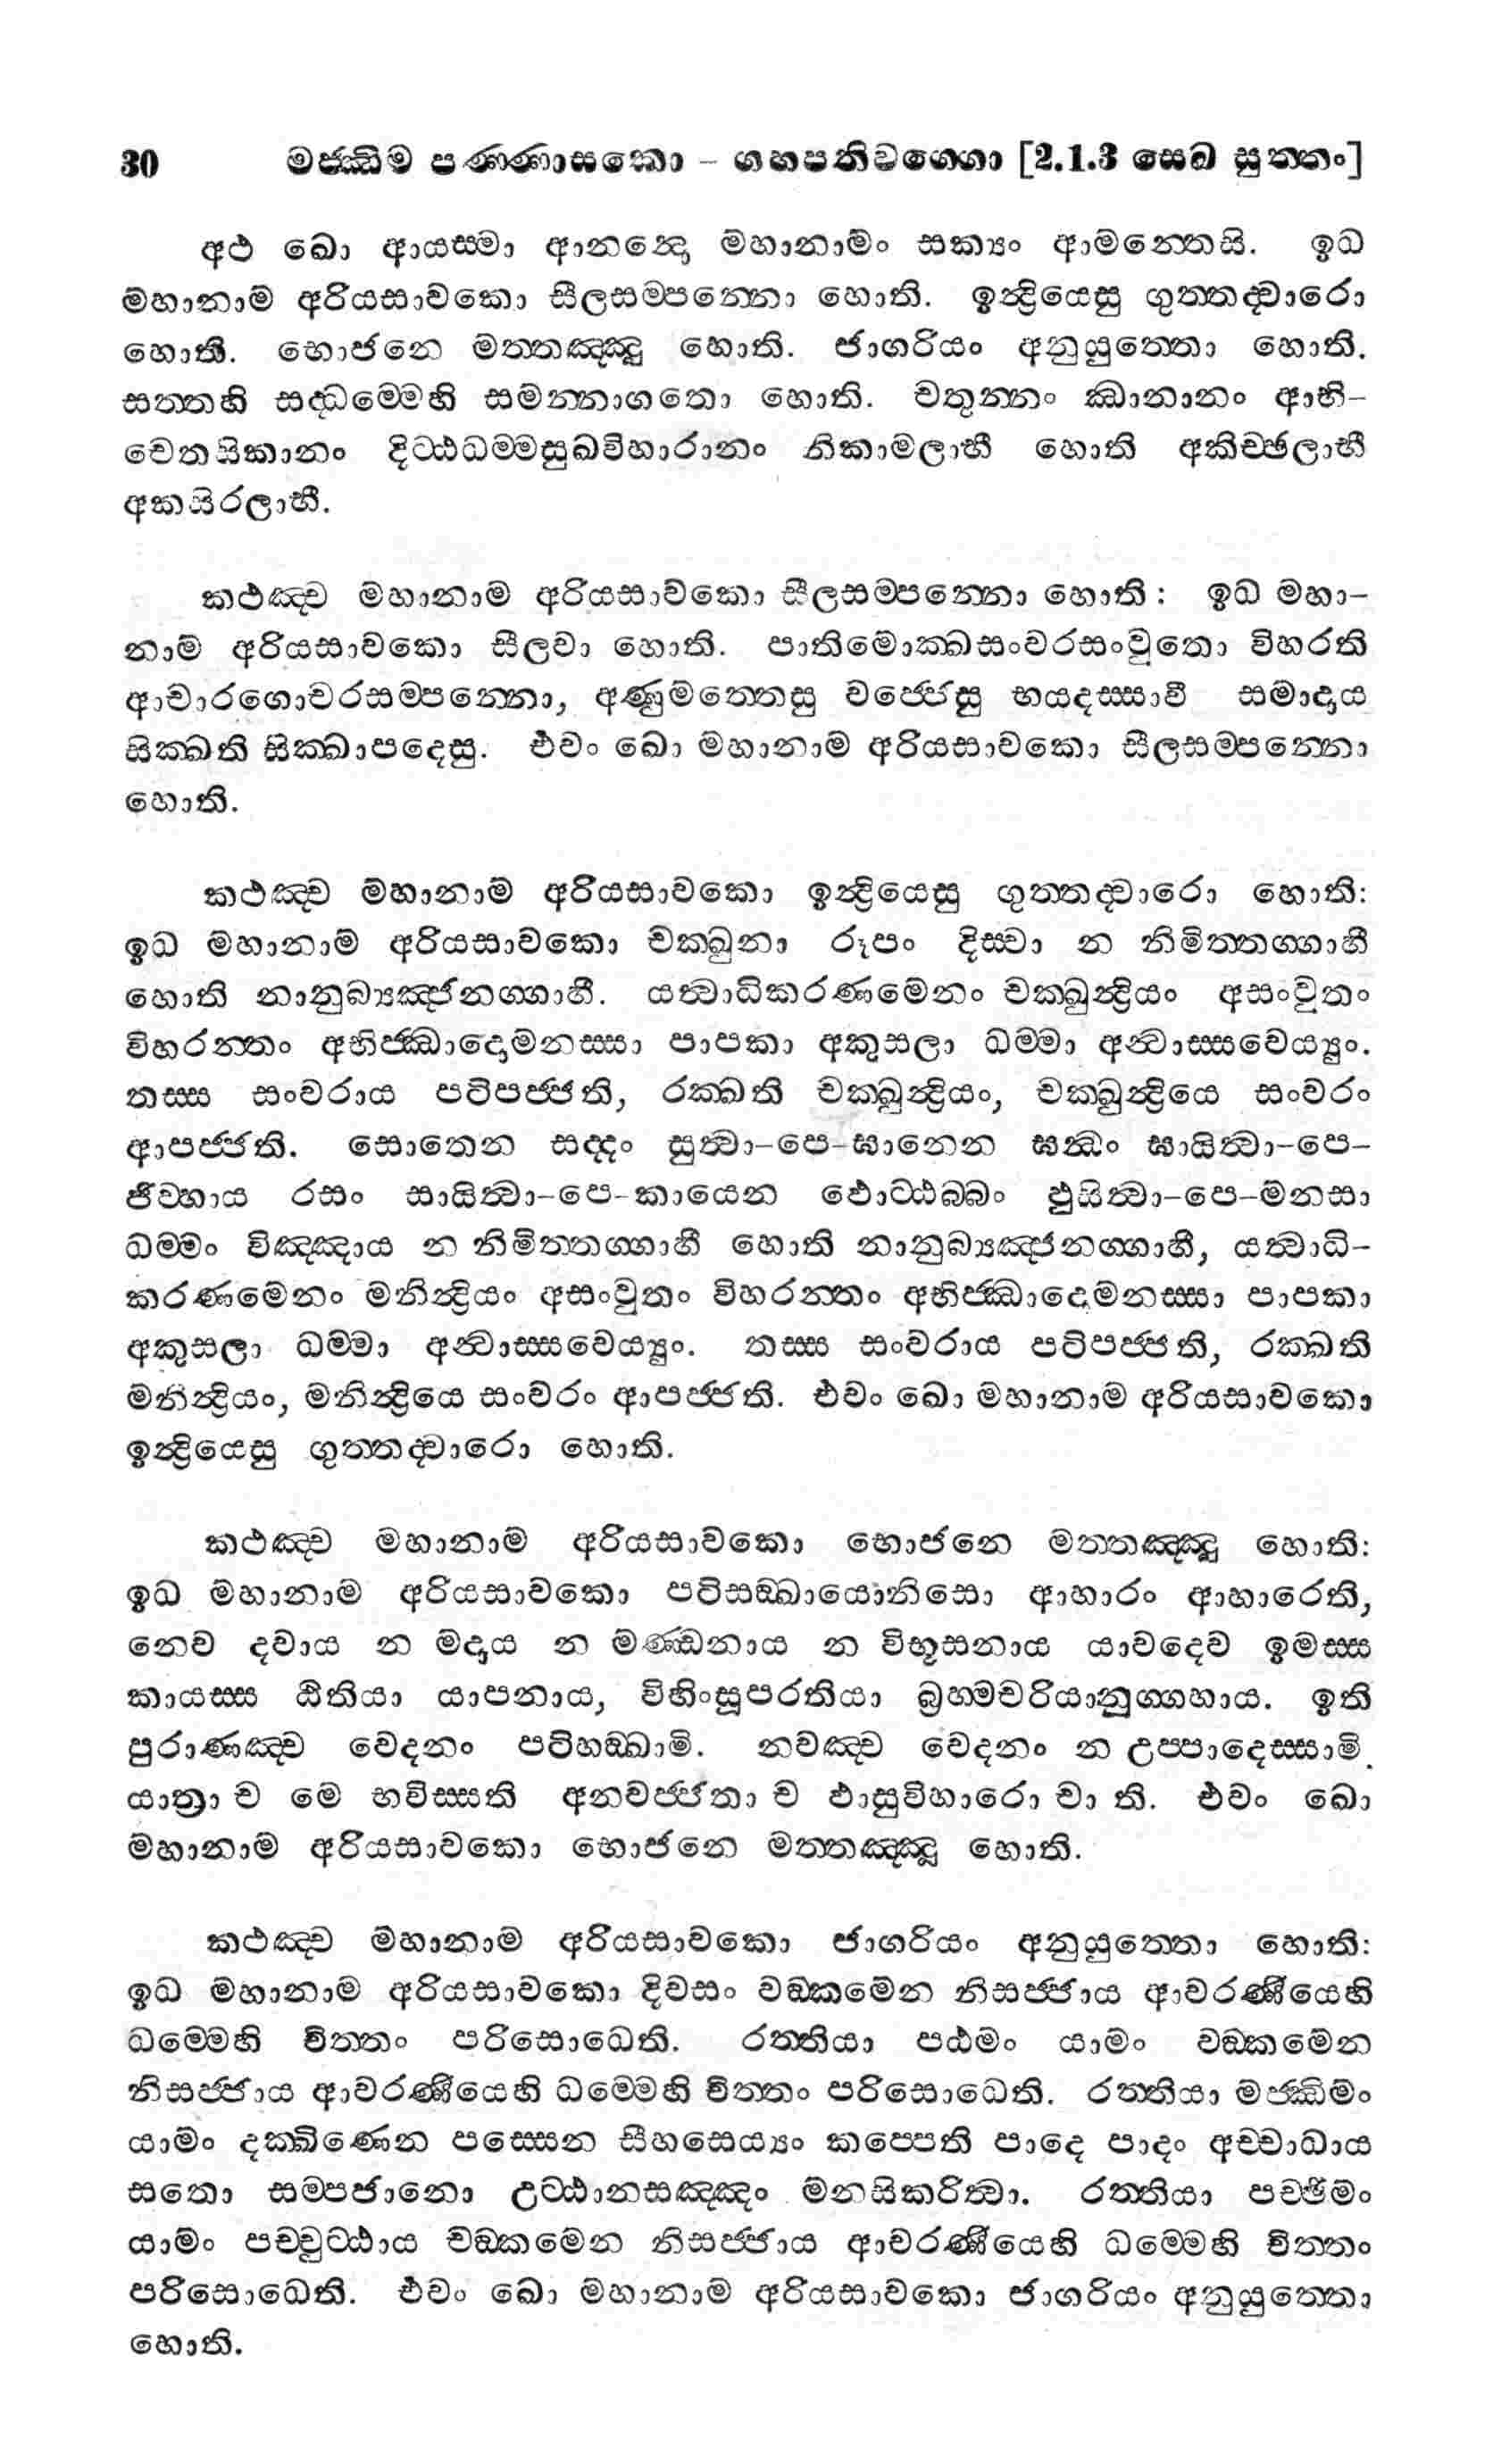 30 මජ්ඣිම පණ්ණාසකො – ගහපතිවග්ගො [2.1.3 සෙඛ සුත්තං]
අථ ඛො ආයස්මා ආනන්දො මහානාමං සක්‍යං ආමන්තෙසි. ඉධ
මහානාම අරියසාවකො සීලසම්පන්නො හොති. ඉන්ද්‍රියෙසු ගුත්තද්වාරො
හොති. භොජනෙ මත්තඤ්ඤූ හොති. ජාගරියං අනුයුත්තො හොති.
සත්තහි සද්ධම්මෙහි සමන්නාගතො හොති. චතුන්නං ඣානානං ආභි–
චෙතසිකානං දිට්ඨධම්මසුඛවිහාරානං නිකාමලාභී හොති අකිච්ඡලාභී
අකසිරලාභී.
කථඤ්ච මහානාම අරියසාවකො සීලසම්පන්නො හොති: ඉධ මහා–
නාම අරියසාවකො සීලවා හොති. පාතිමොක්ඛසංවරසංවුතො විහරති
ආචාරගොචරසම්පන්නො, අණුමත්තෙසු වජ්ජෙසු භයදස්සාවී සමාදාය
සික්ඛති සික්ඛාපදෙසු. එවං ඛො මහානාම අරියසාවකො සීලසම්පන්නො
හොති.
කථඤ්ච මහානාම අරියසාවකො ඉන්ද්‍රියෙසු ගුත්තද්වාරො හොති:
ඉධ මහානාම අරියසාවකො චක්ඛුනා රූපං දිස්වා න නිමිත්තග්ගාහී
හොති නානුබ්‍යඤ්ජනග්ගාහී. යත්වාධිකරණමෙනං චක්ඛුන්ද්‍රියං අසංවුතං
විහරන්තං අභිජ්ඣාදොමනස්සා පාපකා අකුසලා ධම්මා අන්වාස්සවෙය්‍යුං.
තස්ස සංවරාය පටිපජ්ජති, රක්ඛති චක්ඛුන්ද්‍රියං, චක්ඛුන්ද්‍රියෙ සංවරං
ආපජ්ජති. සොතෙන සද්දං සුත්වා–පෙ–ඝානෙන ඝන්ධං ඝායිත්වා–පෙ–
ජිව්හාය රසං සායිත්වා–පෙ–කායෙන ඵොට්ඨබ්බං ඵුසිත්වා–පෙ–මනසා
ධම්මං විඤ්ඤාය න නිමිත්තග්ගාහී හොති නානුබ්‍යඤ්ජනග්ගාහී, යත්වාධි–
කරණමෙනං මනින්ද්‍රියං අසංවුතං විහරන්තං අභිජ්ඣාදොමනස්සා පාපකා
අකුසලා ධම්මා අන්වාස්සවෙය්‍යුං. තස්ස සංවරාය පටිපජ්ජති, රක්ඛති
මනින්ද්‍රියං, මනින්ද්‍රියෙ සංවරං ආපජ්ජති. එවං ඛො මහානාම අරියසාවකො
ඉන්ද්‍රියෙසු ගුත්තද්වාරො හොති.
කථඤ්ච මහානාම අරියසාවකො භොජනෙ මත්තඤ්ඤූ හොති:
ඉධ මහානාම අරියසාවකො පටිසඞ්ඛායොනිසො ආහාරං ආහාරෙති,
නෙව දවාය න මදාය න මණ්ඩනාය න විභූසනාය යාවදෙව ඉමස්ස
කායස්ස ඨිතියා යාපනාය, විහිංසූපරතියා බ්‍රහ්මචරියානුග්ගහාය. ඉති
පුරාණඤ්ච වෙදනං පටිහඞ්ඛාමි. නවඤ්ච වෙදනං න උප්පාදෙස්සාමි.
යාත්‍රා ච මෙ භවිස්සති අනවජ්ජතා ච ඵාසුවිහාරො චා ති. එවං ඛො
මහානාම අරියසාවකො භොජනෙ මත්තඤ්ඤූ හොති.
කථඤ්ච මහානාම අරියසාවකො ජාගරියං අනුයුත්තො හොති:
ඉධ මහානාම අරියසාවකො දිවසං චඞ්කමෙන නිසජ්ජාය ආවරණීයෙහි
ධම්මෙහි චිත්තං පරිසොධෙති. රත්තියා පඨමං යාමං චඞ්කමෙන
නිසජ්ජාය ආවරණීයෙහි ධම්මෙහි චිත්තං පරිසොධෙති. රත්තියා මජ්ඣිමං
යාමං දක්ඛිණෙන පස්සෙන සීහසෙය්‍යං කප්පෙති පාදෙ පාදං අච්චාධාය
සතො සම්පජානො උට්ඨානසඤ්ඤං මනසිකරිත්වා. රත්තියා පච්ඡිමං
යාමං පච්චුට්ඨාය චඞ්කමෙන නිසජ්ජාය ආවරණීයෙහි ධම්මෙහි චිත්තං
පරිසොධෙති. එවං ඛො මහානාම අරියසාවකො ජාගරියං අනුයුත්තො
හොති.